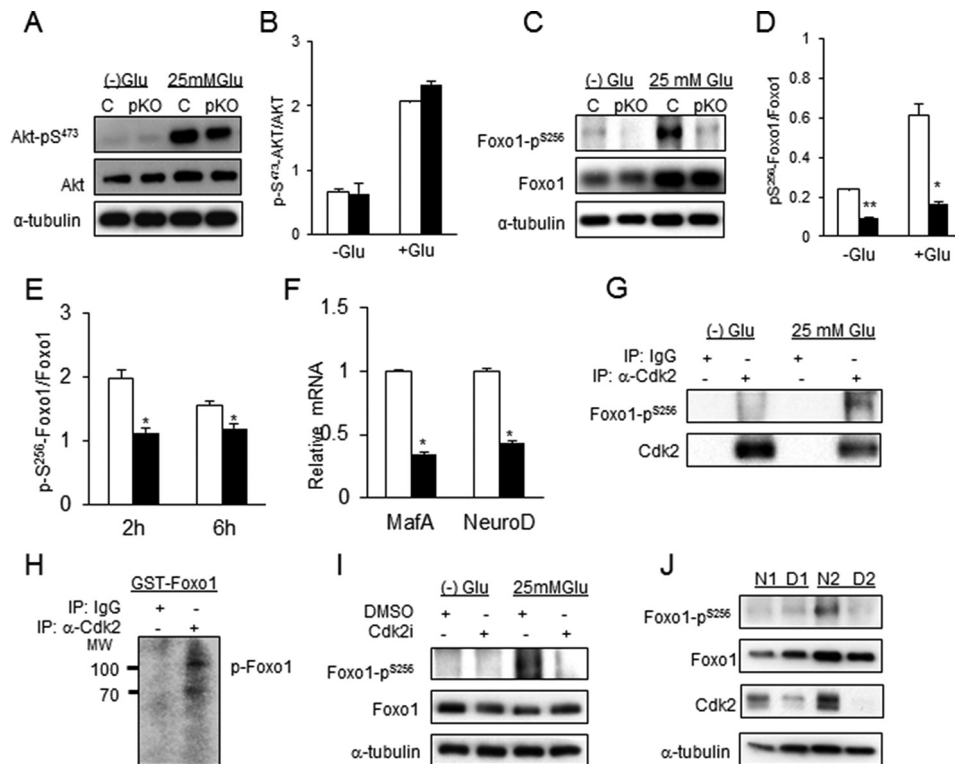 A
(-)Glu 25mMGlu
C pKO C pKO
Akt-pS473
Akt
α-tubulin
B
p-S473-AKT/AKT
3
2
1
0
-Glu +Glu
C
(-) Glu 25 mM Glu
C pKO C pKO
Foxo1-pS256
Foxo1
α-tubulin
D
pS256-Foxo1/Foxo1
1
0.8
0.6
0.4
0.2
0
** *
-Glu +Glu
E
p-S256-Foxo1/Foxo1
3
2
1
0
* *
2h 6h
F
Relative mRNA
1.5
1
0.5
0
* *
MafA NeuroD
G
(-) Glu 25 mM Glu
IP: IgG + - + -
IP: α-Cdk2 - + - +
Foxo1-pS256
Cdk2
H
GST-Foxo1
IP: IgG + -
IP: α-Cdk2 - +
MW
100
70
p-Foxo1
I
(-) Glu 25mMGlu
DMSO + - + -
Cdk2i - + - +
Foxo1-pS256
Foxo1
α-tubulin
J
N1 D1 N2 D2
Foxo1-pS256
Foxo1
Cdk2
α-tubulin